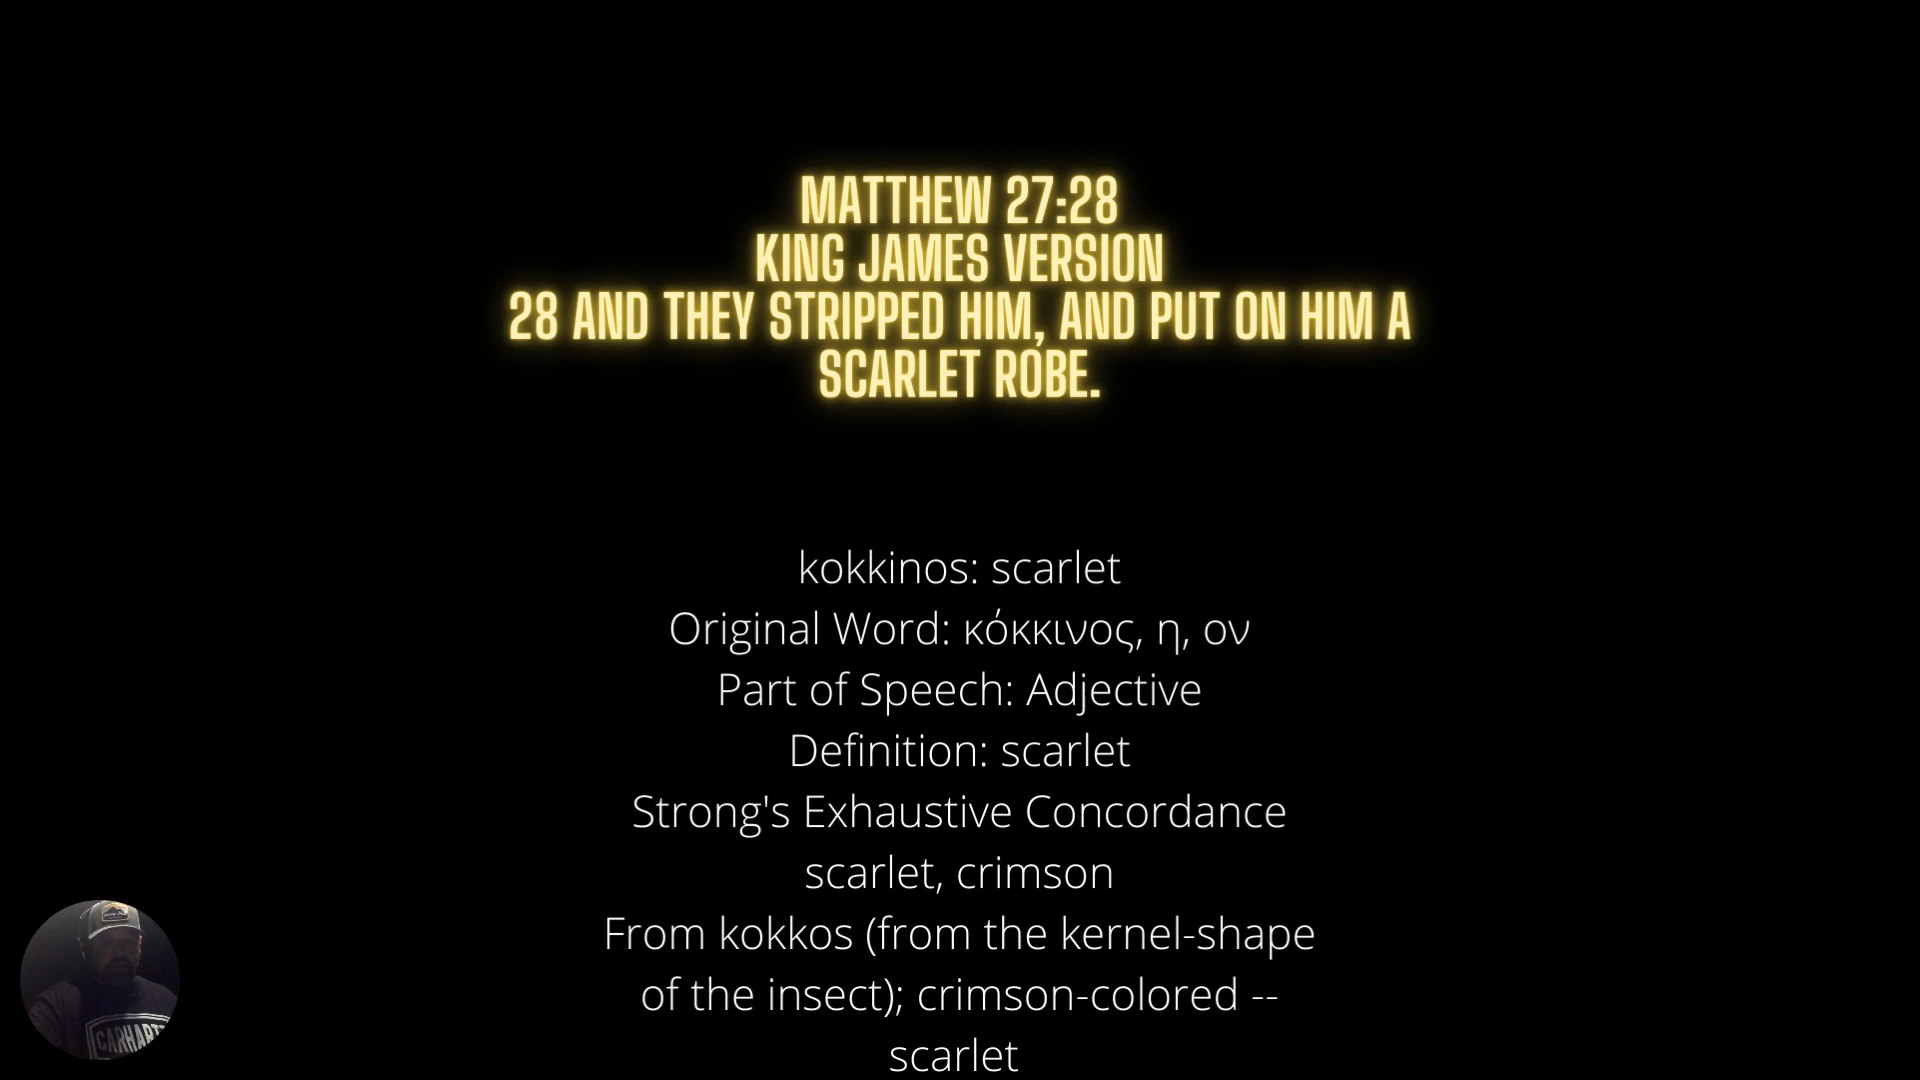 MATTHEW 27:28
KING JAMES VERSION
28 AND THEY STRIPPED HIM, AND PUT ON HIM A
SCARLET ROBE.
kokkinos: scarlet
Original Word: κόκκινος, η, ον
Part of Speech: Adjective
Definition: scarlet
Strong's Exhaustive Concordance
scarlet, crimson
From kokkos (from the kernel-shape
of the insect); crimson-colored --
scarlet